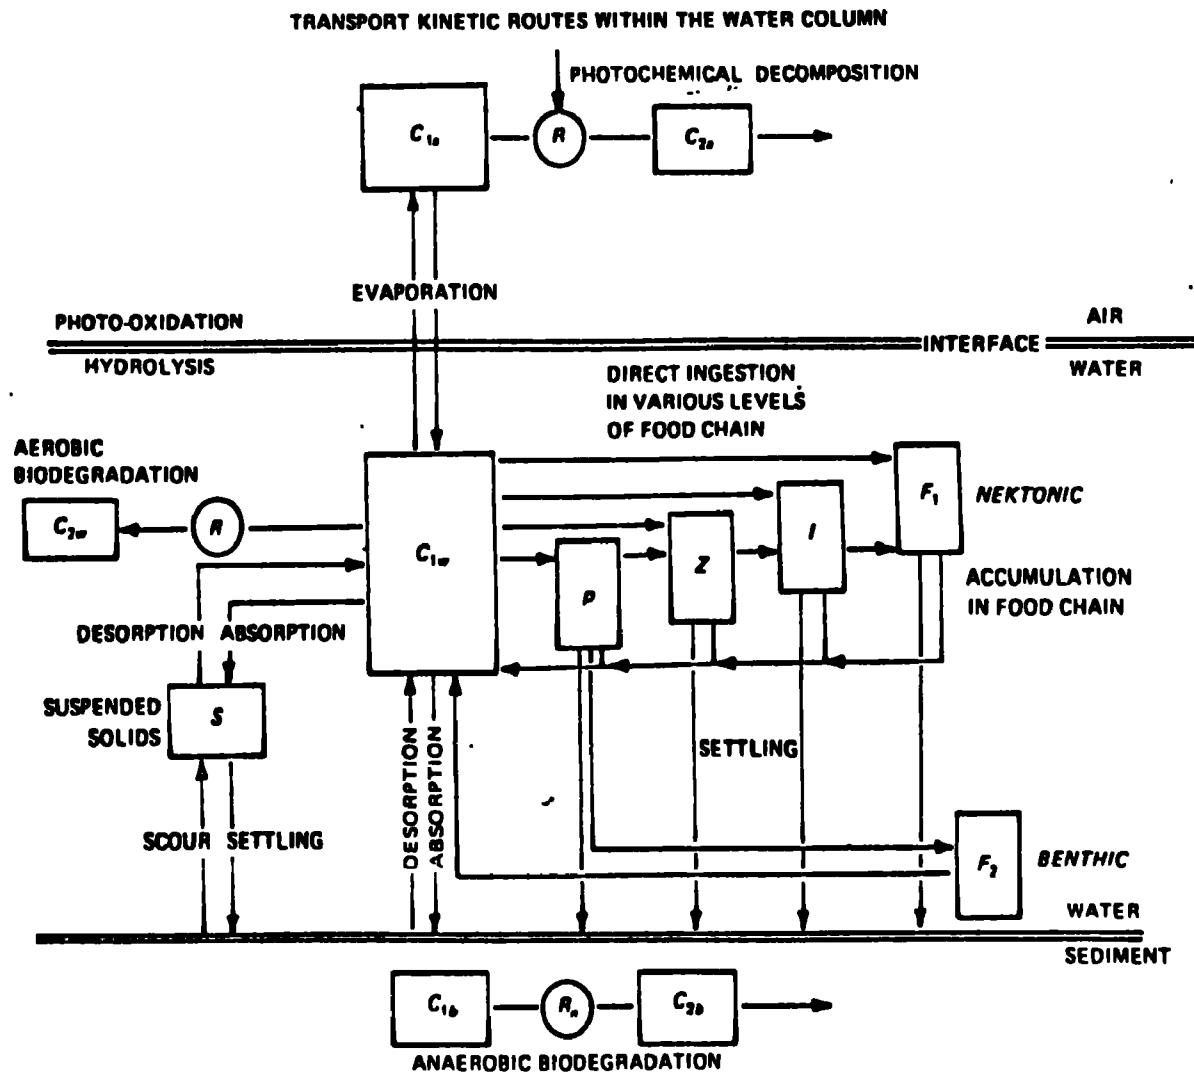 TRANSPORT KINETIC ROUTES WITHIN THE WATER COLUMN
PHOTOCHEMICAL DECOMPOSITION
C1a
R
C2a
EVAPORATION
PHOTO-OXIDATION
AIR
INTERFACE
HYDROLYSIS
WATER
DIRECT INGESTION
IN VARIOUS LEVELS
OF FOOD CHAIN
AEROBIC
BIODEGRADATION
C2w
R
C1w
P
Z
I
F1
NEKTONIC
ACCUMULATION
IN FOOD CHAIN
DESORPTION ABSORPTION
SUSPENDED
SOLIDS
S
DESORPTION
ABSORPTION
SETTLING
SCOUR SETTLING
F2
BENTHIC
WATER
SEDIMENT
C1b
Rn
C2b
ANAEROBIC BIODEGRADATION